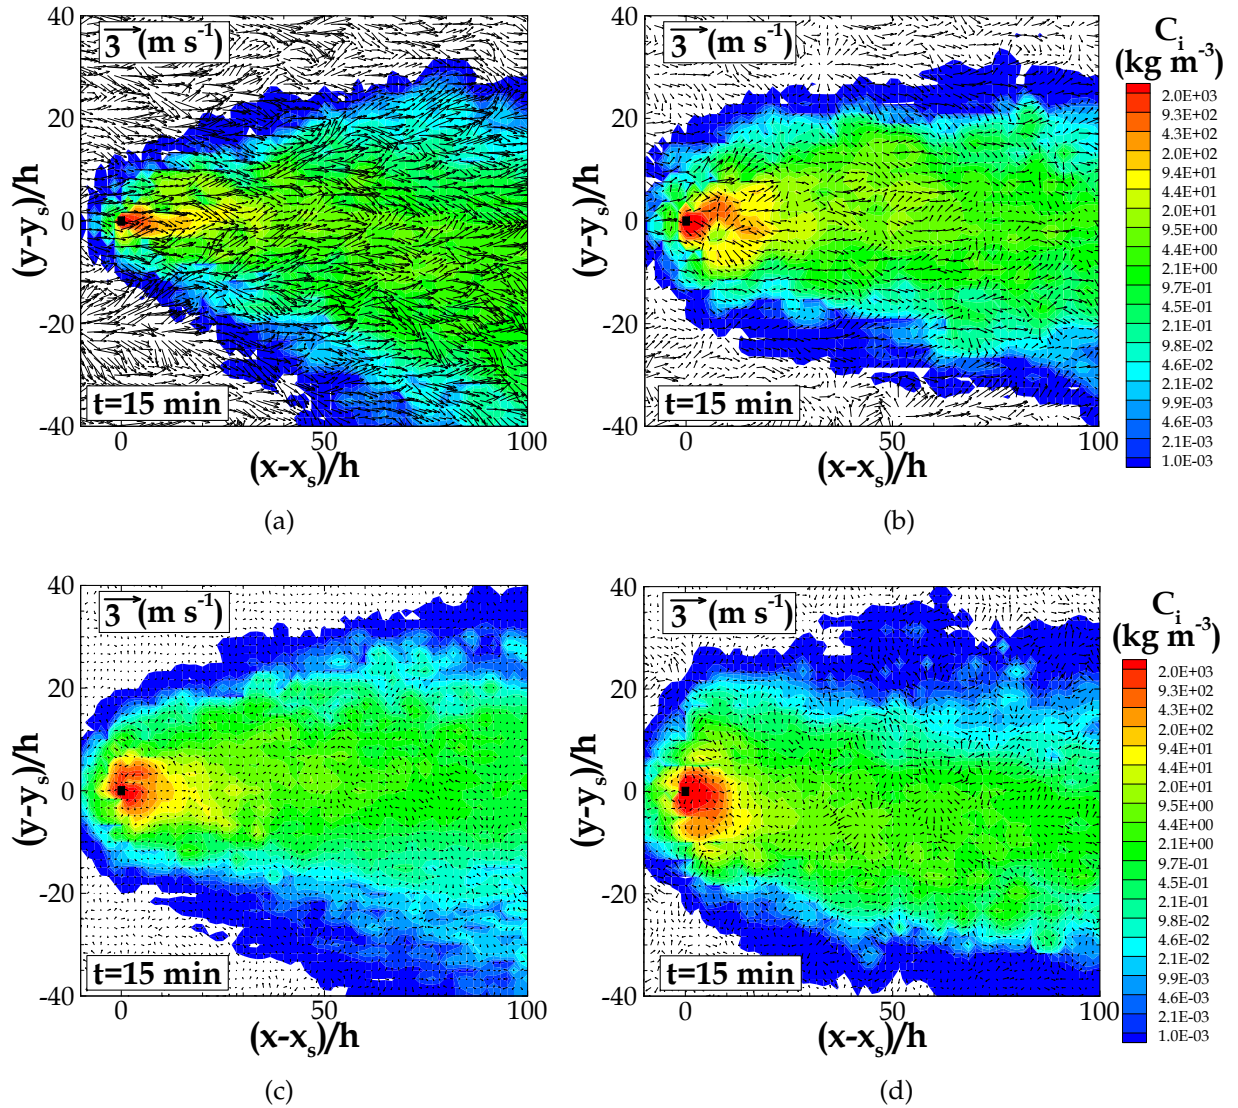 40
3 (m s⁻¹)
20
0
-20
-40
t=15 min
0
50
100
(y-yₛ)/h
(x-xₛ)/h
(a)
40
3 (m s⁻¹)
20
0
-20
-40
t=15 min
0
50
100
(y-yₛ)/h
(x-xₛ)/h
(b)
Cᵢ
(kg m⁻³)
2.0E+03
9.3E+02
4.3E+02
2.0E+02
9.4E+01
4.4E+01
2.0E+01
9.5E+00
4.4E+00
2.1E+00
9.7E-01
4.5E-01
2.1E-01
9.8E-02
4.6E-02
2.1E-02
9.9E-03
4.6E-03
2.1E-03
1.0E-03
40
3 (m s⁻¹)
20
0
-20
-40
t=15 min
0
50
100
(y-yₛ)/h
(x-xₛ)/h
(c)
40
3 (m s⁻¹)
20
0
-20
-40
t=15 min
0
50
100
(y-yₛ)/h
(x-xₛ)/h
(d)
Cᵢ
(kg m⁻³)
2.0E+03
9.3E+02
4.3E+02
2.0E+02
9.4E+01
4.4E+01
2.0E+01
9.5E+00
4.4E+00
2.1E+00
9.7E-01
4.5E-01
2.1E-01
9.8E-02
4.6E-02
2.1E-02
9.9E-03
4.6E-03
2.1E-03
1.0E-03